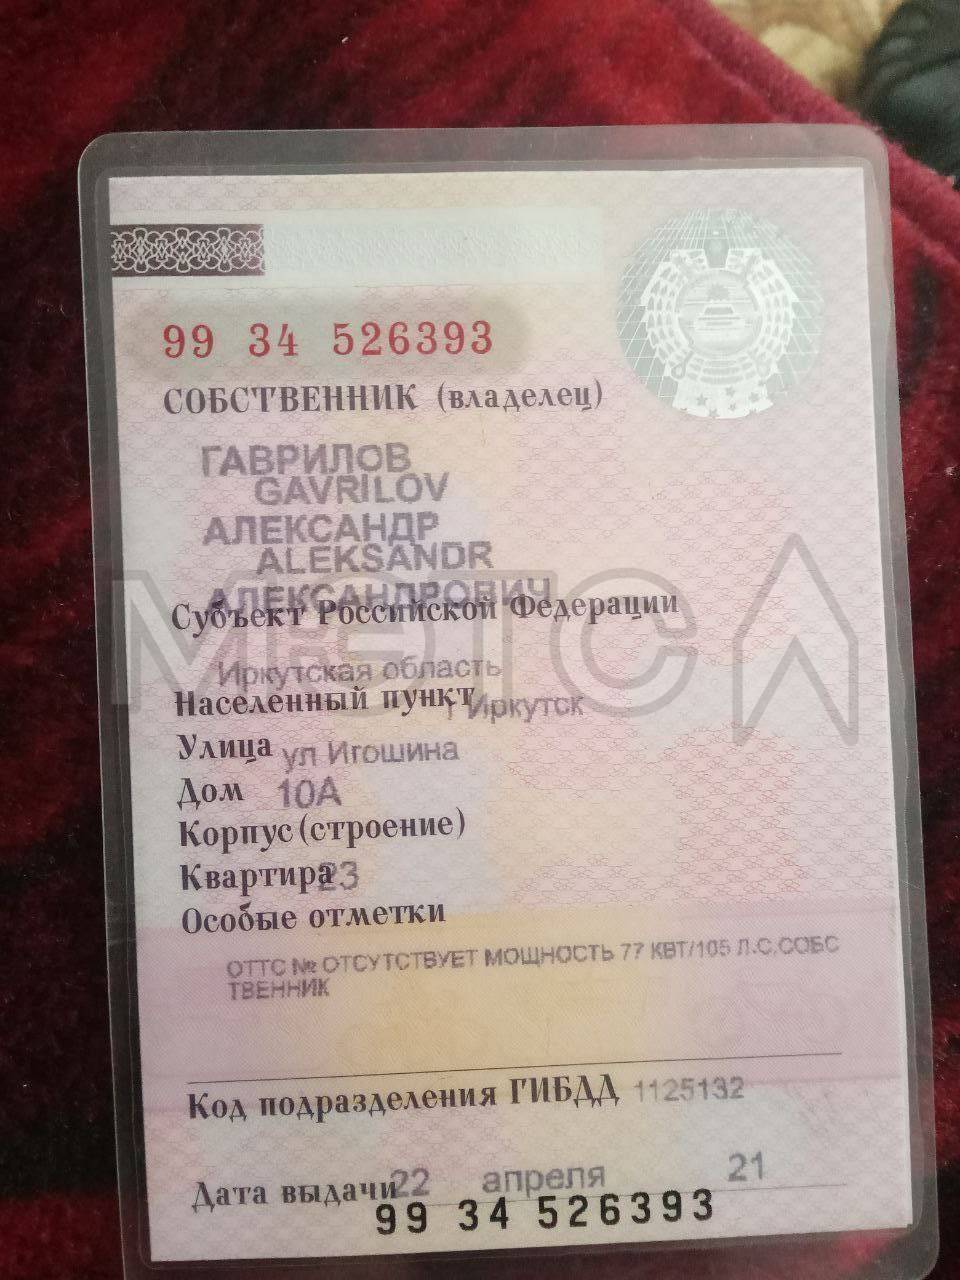 99 34 526393
СОБСТВЕННИК (владелец)
ГАВРИЛОВ
GAVRILOV
АЛЕКСАНДР
ALEKSANDR
АЛЕКСАНДРОВИЧ
Субъект Российской Федерации
Иркутская область
Населенный пункт г Иркутск
Улица ул Игошина
Дом 10А
Корпус (строение)
Квартира 23
Особые отметки
ОТТС № ОТСУТСТВУЕТ МОЩНОСТЬ 77 КВТ/105 Л.С,СОБС
ТВЕННИК
Код подразделения ГИБДД 1125132
Дата выдачи 22 апреля 21
99 34 526393